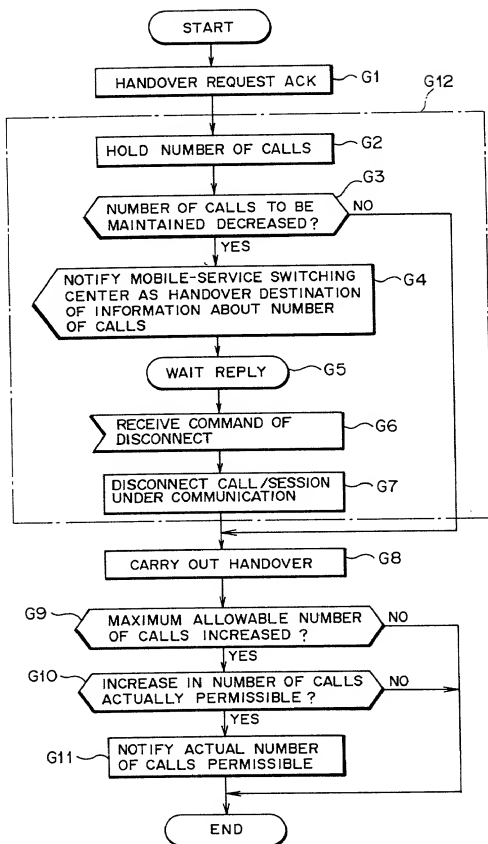 START
HANDOVER REQUEST ACK
G1
G12
HOLD NUMBER OF CALLS
G2
G3
NUMBER OF CALLS TO BE
MAINTAINED DECREASED?
NO
YES
NOTIFY MOBILE-SERVICE SWITCHING
CENTER AS HANDOVER DESTINATION
OF INFORMATION ABOUT NUMBER
OF CALLS
G4
WAIT REPLY
G5
RECEIVE COMMAND OF
DISCONNECT
G6
DISCONNECT CALL/SESSION
UNDER COMMUNICATION
G7
CARRY OUT HANDOVER
G8
G9
MAXIMUM ALLOWABLE NUMBER
OF CALLS INCREASED ?
NO
YES
G10
INCREASE IN NUMBER OF CALLS
ACTUALLY PERMISSIBLE ?
NO
YES
G11
NOTIFY ACTUAL NUMBER
OF CALLS PERMISSIBLE
END